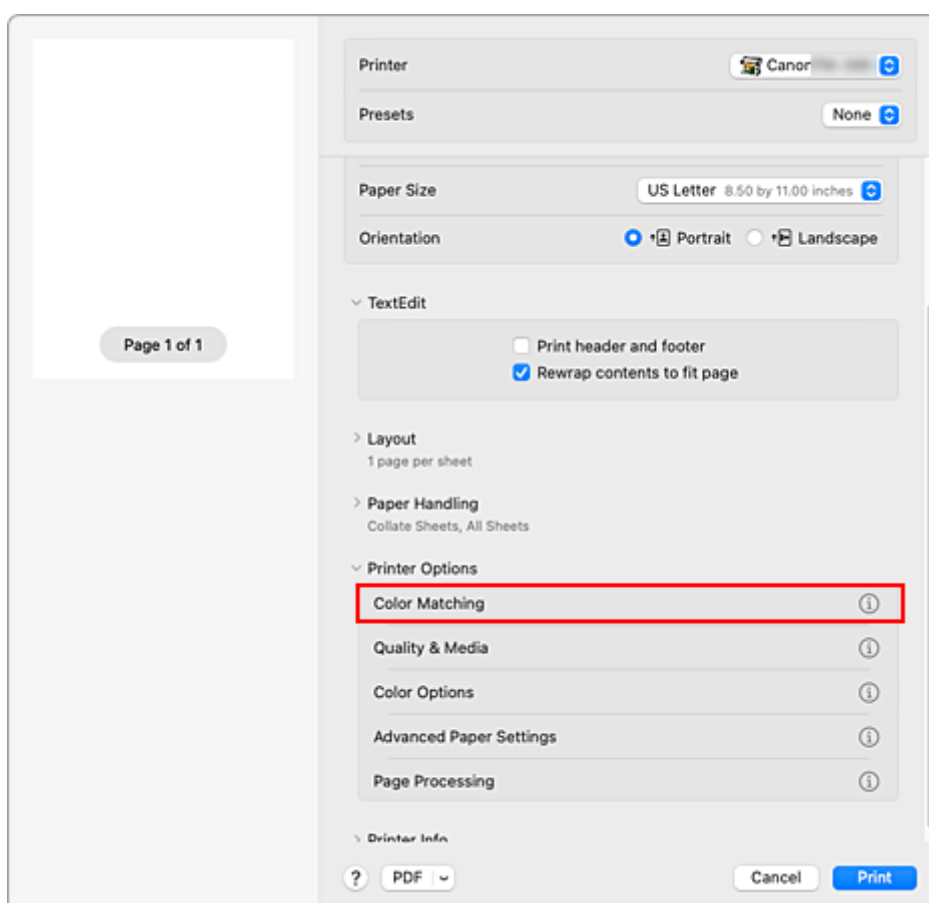 Printer
Canon
Presets
None
Paper Size
US Letter 8.50 by 11.00 inches
Orientation
Portrait
Landscape
TextEdit
Page 1 of 1
Print header and footer
Rewrap contents to fit page
Layout
1 page per sheet
Paper Handling
Collate Sheets, All Sheets
Printer Options
Color Matching
Quality & Media
Color Options
Advanced Paper Settings
Page Processing
Printer Info
? PDF
Cancel
Print